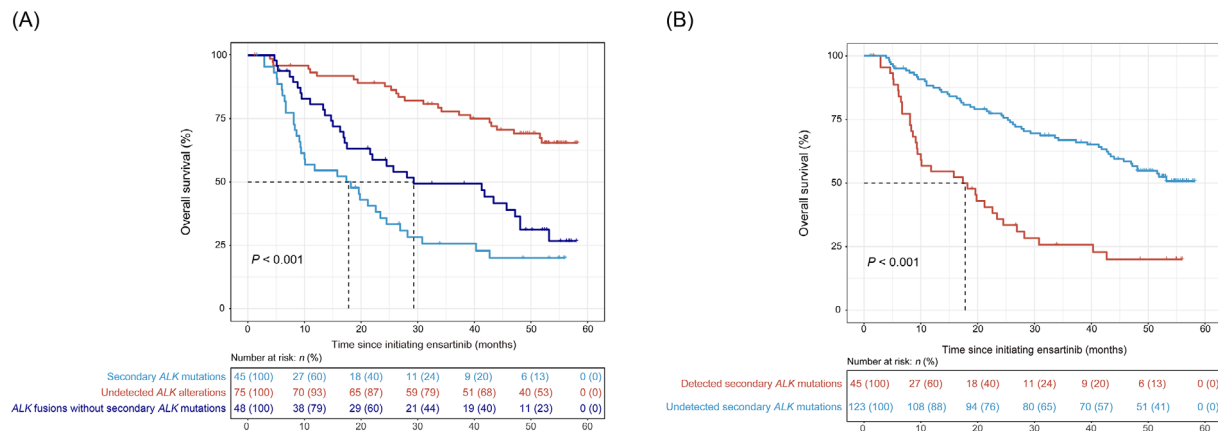 (A)
Overall survival (%)
100
75
50
25
0
P < 0.001
0 10 20 30 40 50 60
Time since initiating ensartinib (months)
Number at risk: n (%)
Secondary ALK mutations 45 (100) 27 (60) 18 (40) 11 (24) 9 (20) 6 (13) 0 (0)
Undetected ALK alterations 75 (100) 70 (93) 65 (87) 59 (79) 51 (68) 40 (53) 0 (0)
ALK fusions without secondary ALK mutations 48 (100) 38 (79) 29 (60) 21 (44) 19 (40) 11 (23) 0 (0)
0 10 20 30 40 50 60
(B)
Overall survival (%)
100
75
50
25
0
P < 0.001
0 10 20 30 40 50 60
Time since initiating ensartinib (months)
Number at risk: n (%)
Detected secondary ALK mutations 45 (100) 27 (60) 18 (40) 11 (24) 9 (20) 6 (13) 0 (0)
Undetected secondary ALK mutations 123 (100) 108 (88) 94 (76) 80 (65) 70 (57) 51 (41) 0 (0)
0 10 20 30 40 50 60